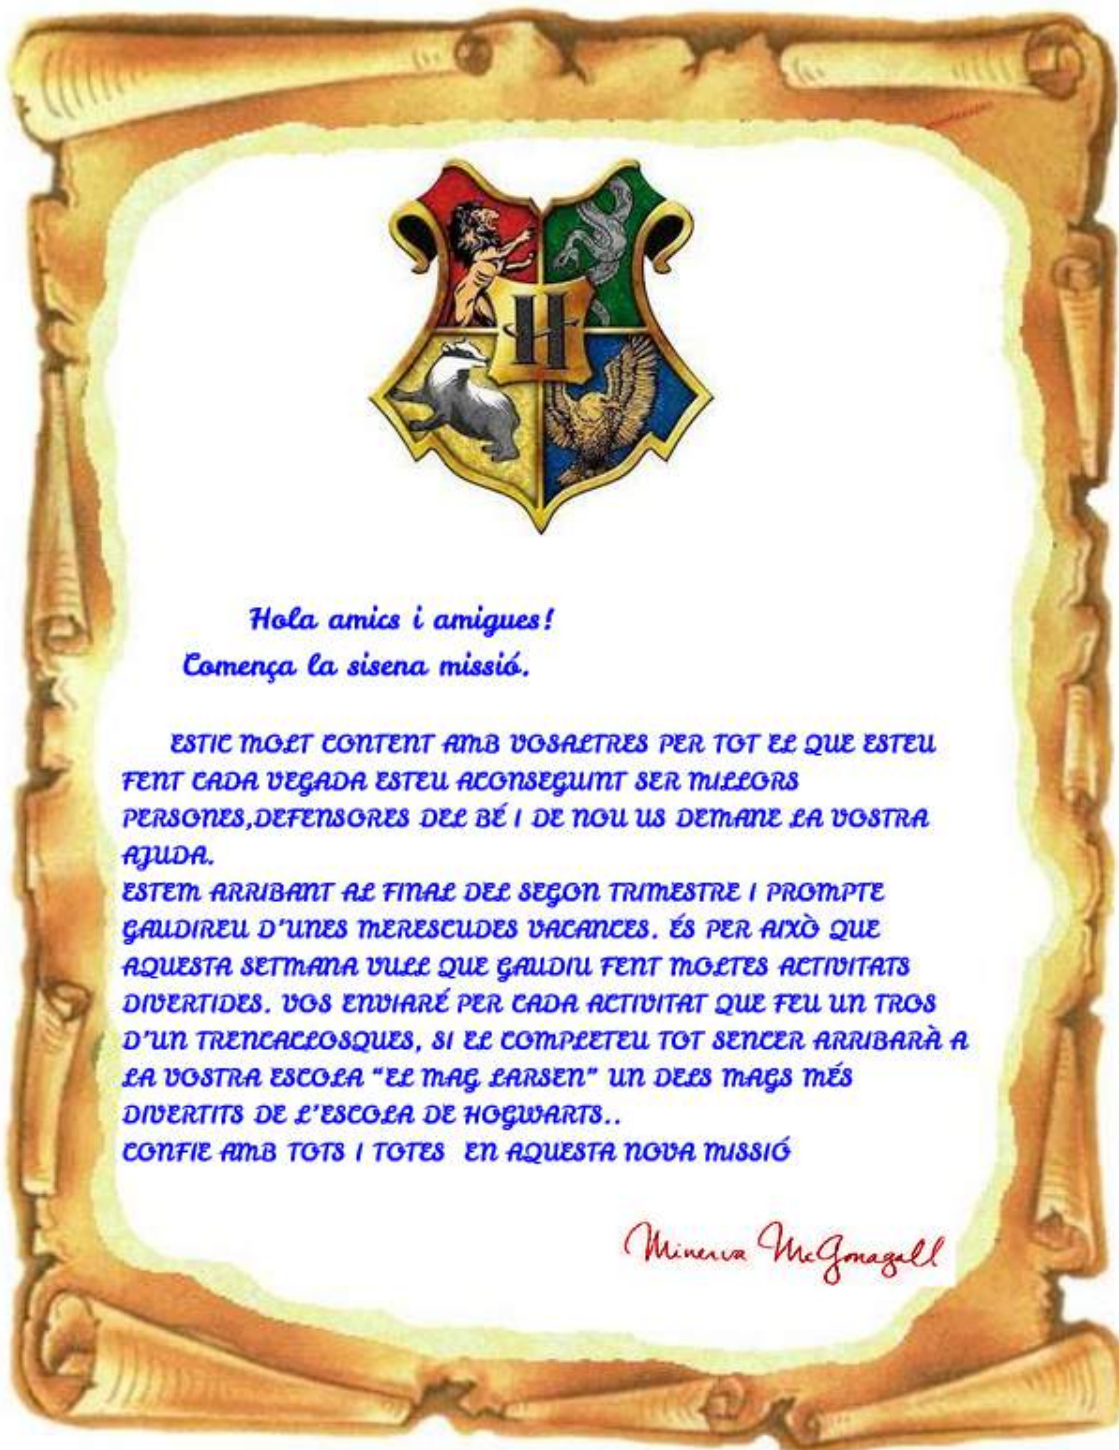 H
Hola amics i amigues!
Comença la sisena missió.
ESTIC MOLT CONTENT AMB VOSALTRES PER TOT EL QUE ESTEU
FENT CADA VEGADA ESTEU ACONSEGUINT SER MILLORS
PERSONES,DEFENSORES DEL BÉ I DE NOU US DEMANE LA VOSTRA
AJUDA.
ESTEM ARRIBANT AL FINAL DEL SEGON TRIMESTRE I PROMPTE
GAUDIREU D'UNES MERESCUDES VACANCES. ÉS PER AIXÒ QUE
AQUESTA SETMANA VULL QUE GAUDIU FENT MOLTES ACTIVITATS
DIVERTIDES. VOS ENVIARÉ PER CADA ACTIVITAT QUE FEU UN TROS
D'UN TRENCACLOSQUES, SI EL COMPLETEU TOT SENCER ARRIBARÀ A
LA VOSTRA ESCOLA "EL MAG LARSEN" UN DELS MAGS MÉS
DIVERTITS DE L'ESCOLA DE HOGWARTS..
CONFIE AMB TOTS I TOTES EN AQUESTA NOVA MISSIÓ
Minerva McGonagall